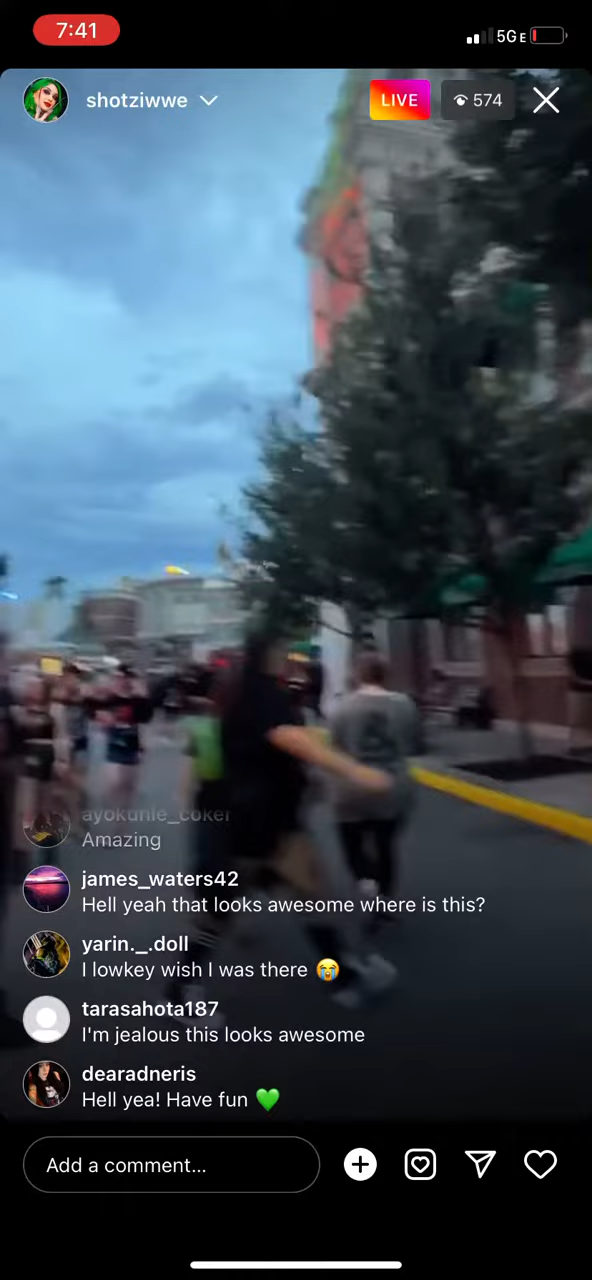 7:41
5G E
shotziwwe
LIVE
574
ayokunle_coker
Amazing
james_waters42
Hell yeah that looks awesome where is this?
yarin._.doll
I lowkey wish I was there 😭
tarasahota187
I'm jealous this looks awesome
dearadneris
Hell yea! Have fun 💚
Add a comment...